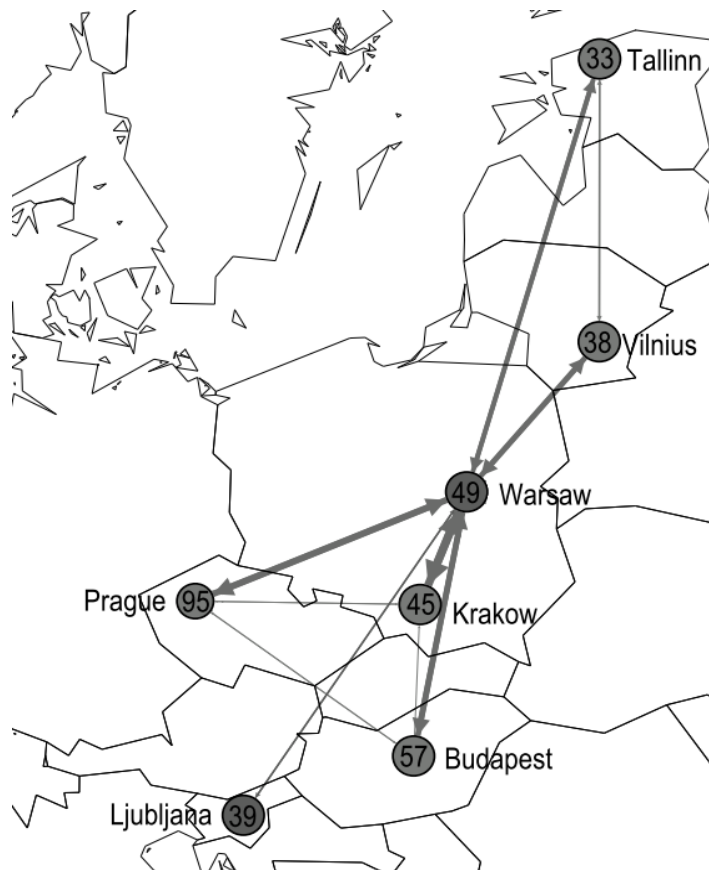 33 Tallinn
38 Vilnius
49 Warsaw
Prague 95
45 Krakow
57 Budapest
Ljubljana 39